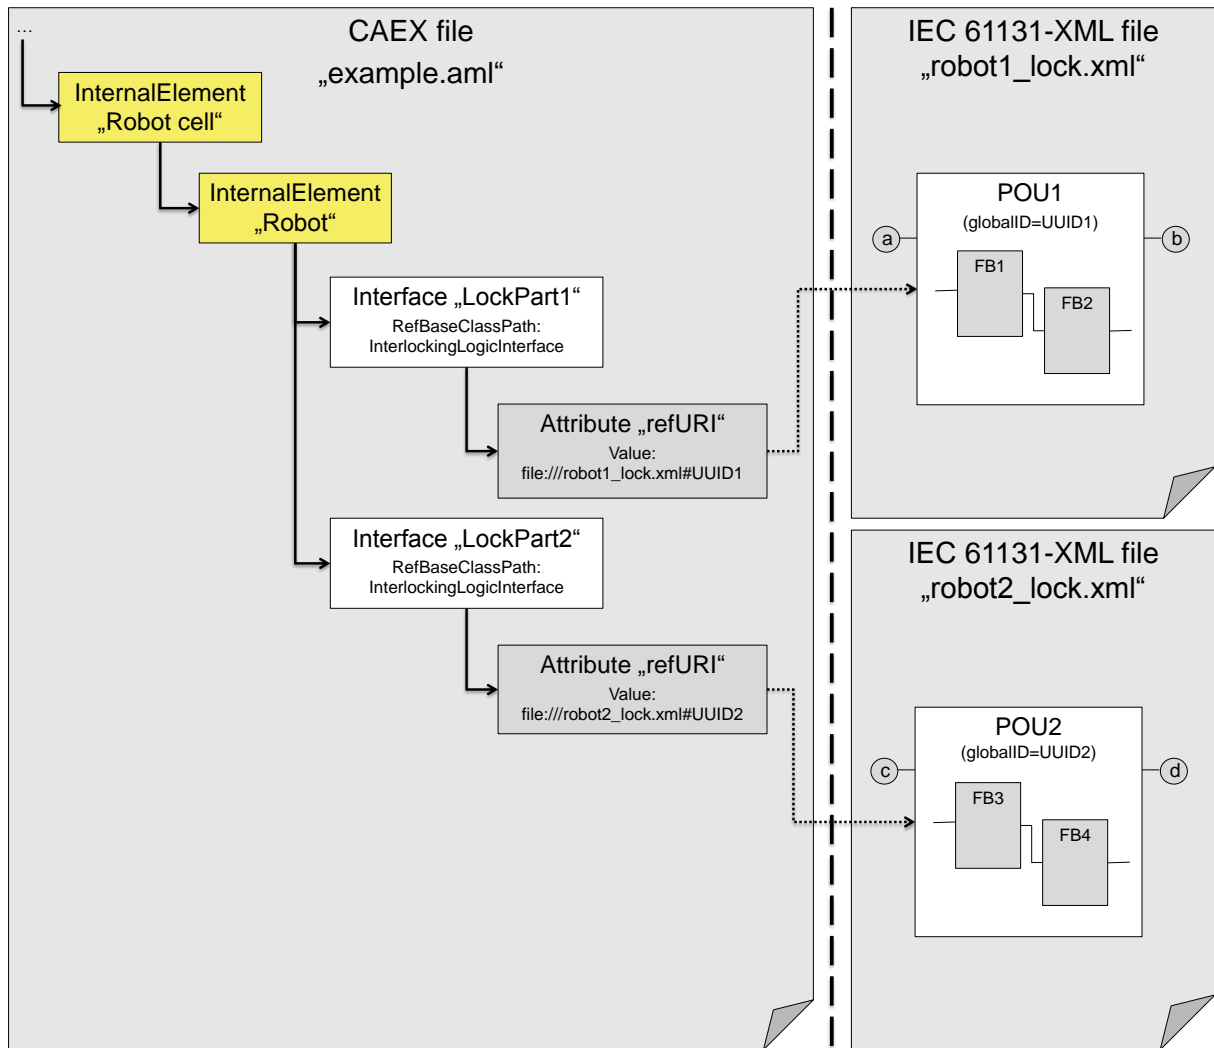 ...
CAEX file
„example.aml“
InternalElement
„Robot cell“
InternalElement
„Robot“
Interface „LockPart1“
RefBaseClassPath:
InterlockingLogicInterface
Attribute „refURI“
Value:
file:///robot1_lock.xml#UUID1
Interface „LockPart2“
RefBaseClassPath:
InterlockingLogicInterface
Attribute „refURI“
Value:
file:///robot2_lock.xml#UUID2
IEC 61131-XML file
„robot1_lock.xml“
POU1
(globalID=UUID1)
a
b
FB1
FB2
IEC 61131-XML file
„robot2_lock.xml“
POU2
(globalID=UUID2)
c
d
FB3
FB4